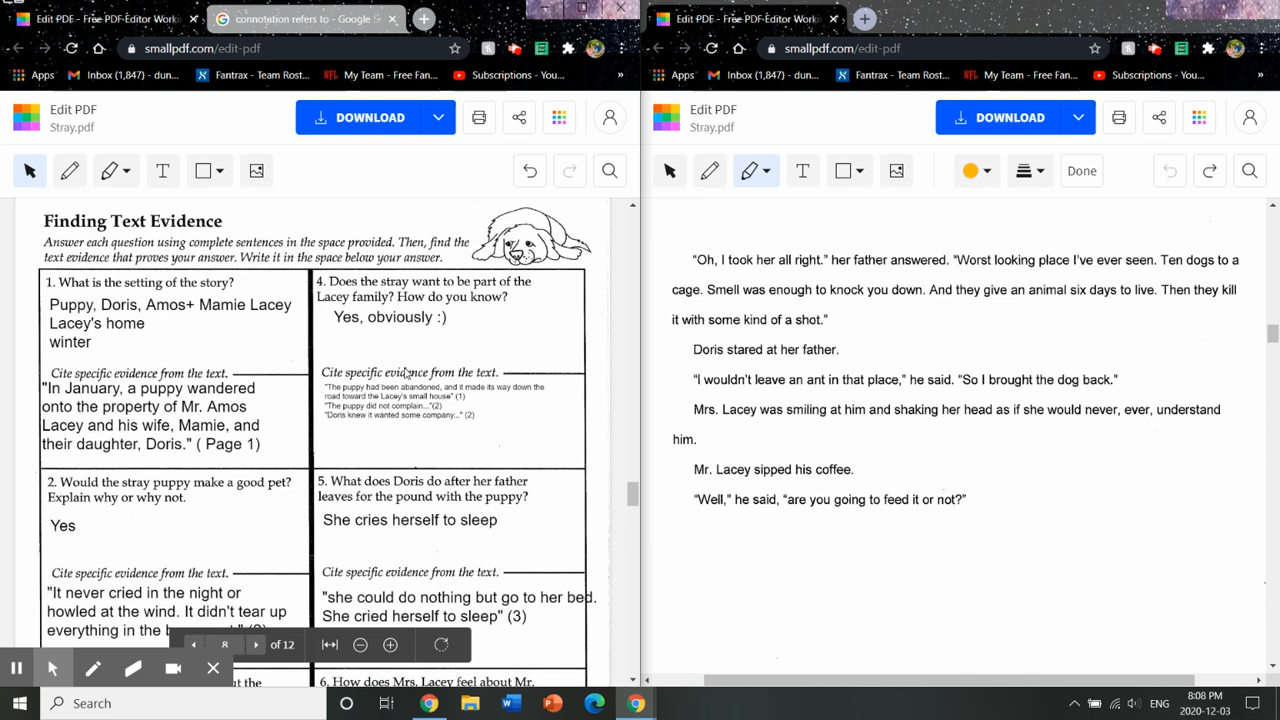 Edit PDF - Free PDF Editor Workin
connotation refers to - Google S
smallpdf.com/edit-pdf
Apps
Inbox (1,847) - dun...
Fantrax - Team Rost...
My Team - Free Fan...
Subscriptions - You...
»
Edit PDF
Stray.pdf
DOWNLOAD
Finding Text Evidence
Answer each question using complete sentences in the space provided. Then, find the
text evidence that proves your answer. Write it in the space below your answer.
1. What is the setting of the story?
Puppy, Doris, Amos+ Mamie Lacey
Lacey's home
winter
Cite specific evidence from the text.
"In January, a puppy wandered
onto the property of Mr. Amos
Lacey and his wife, Mamie, and
their daughter, Doris." ( Page 1)
2. Would the stray puppy make a good pet?
Explain why or why not.
Yes
Cite specific evidence from the text.
"It never cried in the night or
howled at the wind. It didn't tear up
everything in the
4. Does the stray want to be part of the
Lacey family? How do you know?
Yes, obviously :)
Cite specific evidence from the text.
"The puppy had been abandoned, and it made its way down the
road toward the Lacey's small house" (1)
"The puppy did not complain..."(2)
"Doris knew it wanted some company..." (2)
5. What does Doris do after her father
leaves for the pound with the puppy?
She cries herself to sleep
Cite specific evidence from the text.
"she could do nothing but go to her bed.
She cried herself to sleep" (3)
6. How does Mrs. Lacey feel about Mr.
8 of 12
Edit PDF - Free PDF Editor Workin
smallpdf.com/edit-pdf
Apps
Inbox (1,847) - dun...
Fantrax - Team Rost...
My Team - Free Fan...
Subscriptions - You...
»
Edit PDF
Stray.pdf
DOWNLOAD
Done
“Oh, I took her all right.” her father answered. “Worst looking place I’ve ever seen. Ten dogs to a
cage. Smell was enough to knock you down. And they give an animal six days to live. Then they kill
it with some kind of a shot.”
Doris stared at her father.
“I wouldn’t leave an ant in that place,” he said. “So I brought the dog back.”
Mrs. Lacey was smiling at him and shaking her head as if she would never, ever, understand
him.
Mr. Lacey sipped his coffee.
“Well,” he said, “are you going to feed it or not?”
Search
ENG
8:08 PM
2020-12-03